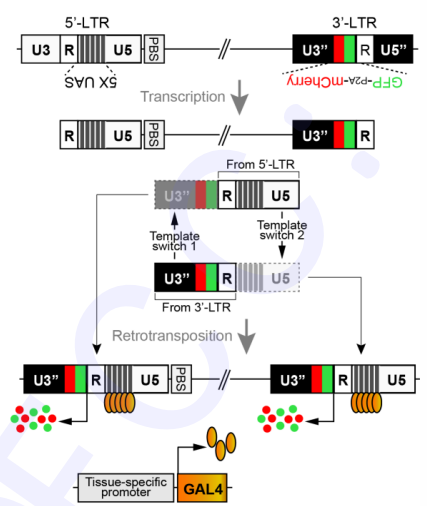 5'-LTR 3'-LTR
U3 R U5 PBS // U3" R U5"
5X UAS GFP-P2A-mCherry
Transcription
R U5 PBS // U3" R
From 5'-LTR
U3" R U5
Template switch 1
Template switch 2
U3" R U5
From 3'-LTR
Retrotransposition
U3" R U5 PBS // U3" R U5
Tissue-specific
promoter GAL4